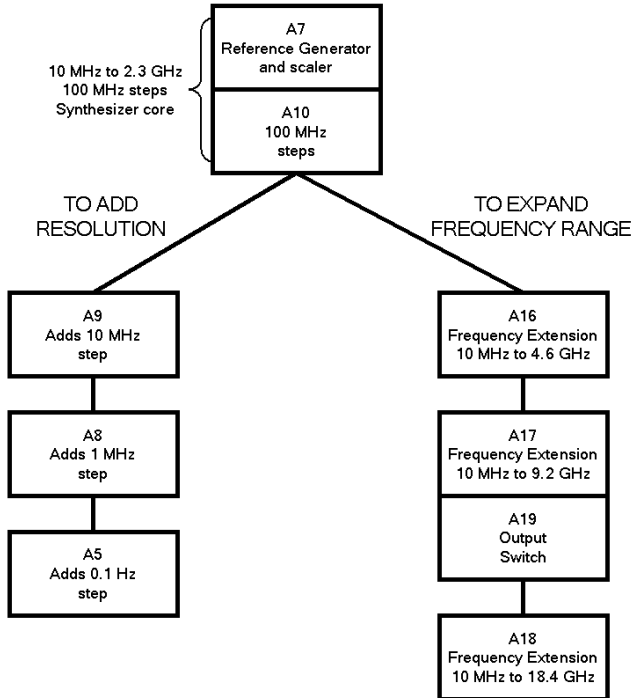 A7
Reference Generator
and scaler
10 MHz to 2.3 GHz
100 MHz steps
Synthesizer core
A10
100 MHz
steps
TO ADD
RESOLUTION
TO EXPAND
FREQUENCY RANGE
A9
Adds 10 MHz
step
A8
Adds 1 MHz
step
A5
Adds 0.1 Hz
step
A16
Frequency Extension
10 MHz to 4.6 GHz
A17
Frequency Extension
10 MHz to 9.2 GHz
A19
Output
Switch
A18
Frequency Extension
10 MHz to 18.4 GHz